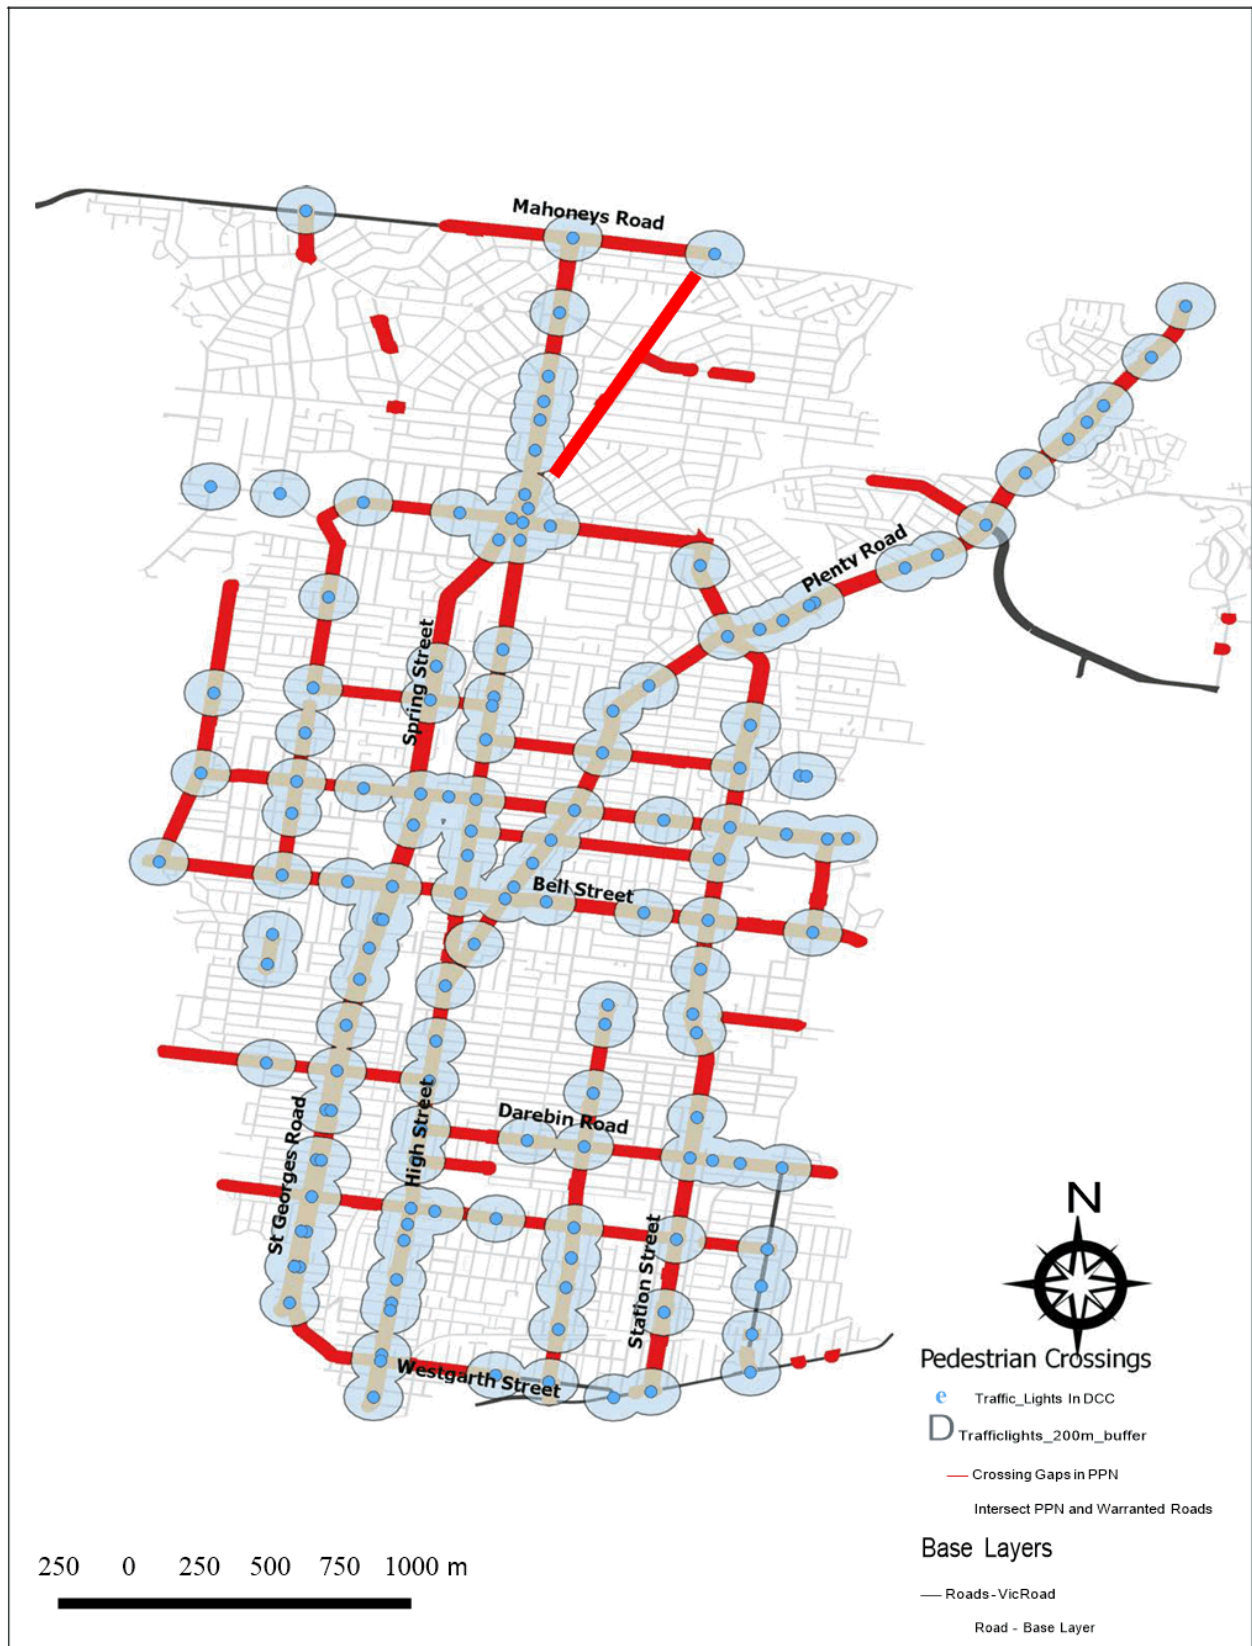 Mahoneys Road
Plenty Road
Spring Street
Bell Street
Darebin Road
High Street
St Georges Road
Station Street
Westgarth Street
N
Pedestrian Crossings
e Traffic_Lights In DCC
D Trafficlights_200m_buffer
Crossing Gaps in PPN
Intersect PPN and Warranted Roads
Base Layers
Roads-VicRoad
Road - Base Layer
250 0 250 500 750 1000 m